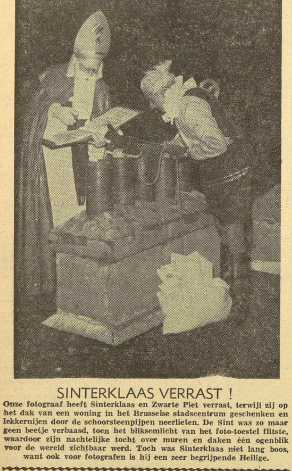 SINTERKLAAS VERRAST !
Onze fotograaf heeft Sinterklaas en Zwarte Piet verrast, terwijl zij op
het dak van een woning in het Brusselse stadscentrum geschenken en
lekkernijen door de schoorsteenpijpen neerlieten. De Sint was zo maar
geen beetje verbaasd, toen het bliksemlicht van het foto-toestel flitste,
waardoor zijn nachtelijke tocht over muren en daken één ogenblik
voor de wereld zichtbaar werd. Toch was Sinterklaas niet lang boos,
want ook voor fotografen is hij een zeer begrijpende Heilige.